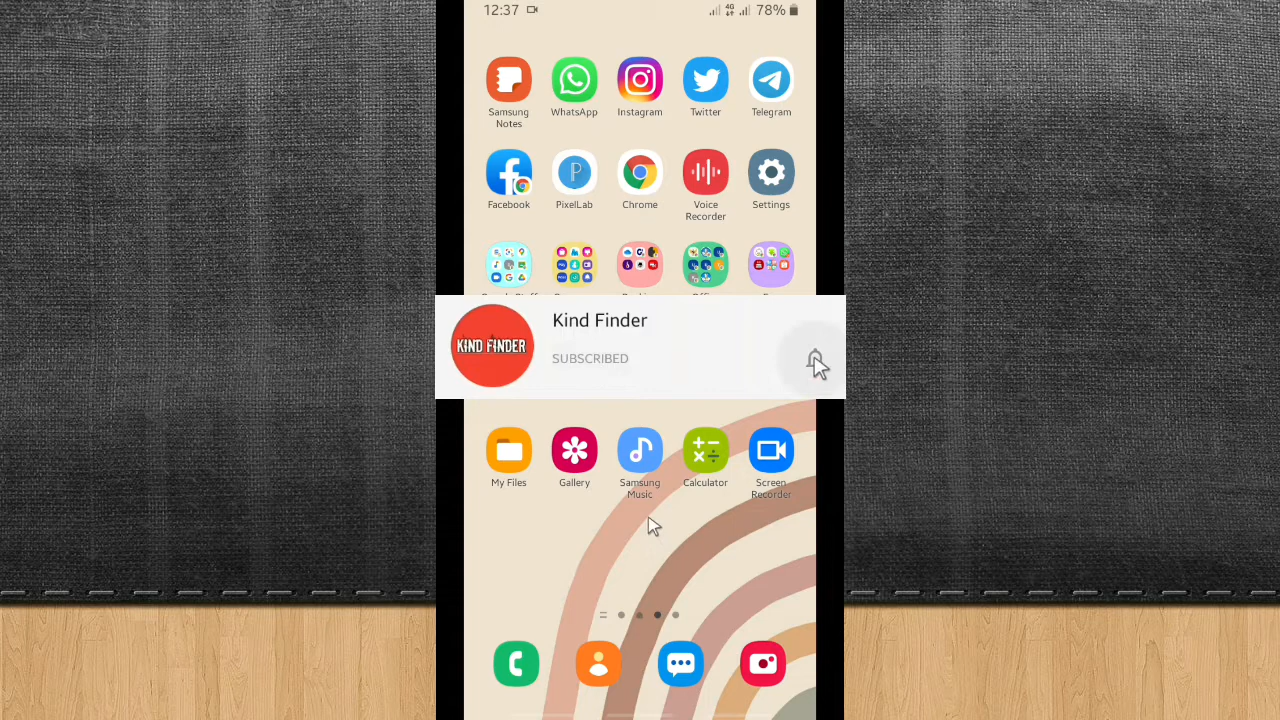 12:37
4G
78%
Samsung Notes
WhatsApp
Instagram
Twitter
Telegram
Facebook
PixelLab
Chrome
Voice Recorder
Settings
KIND FINDER
Kind Finder
SUBSCRIBED
My Files
Gallery
Samsung Music
Calculator
Screen Recorder